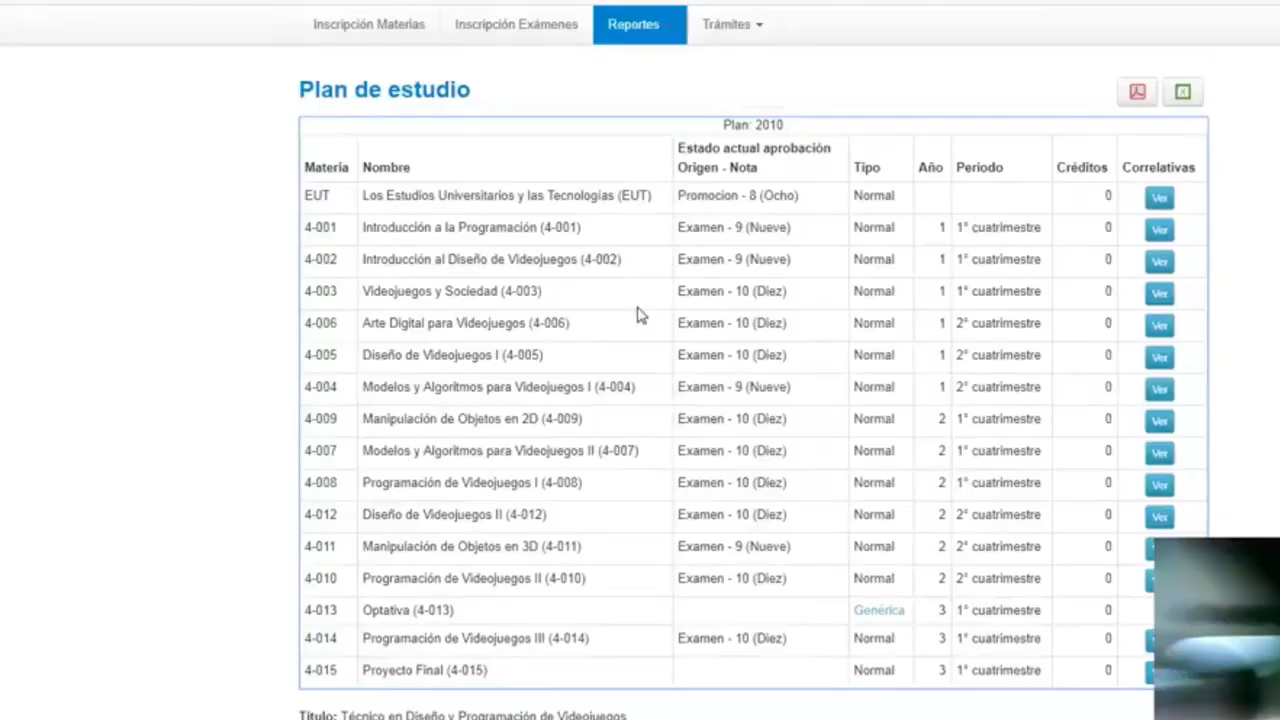 Inscripción Materias Inscripción Exámenes Reportes Trámites
Plan de estudio
Plan: 2010
Materia Nombre Estado actual aprobación Origen - Nota Tipo Año Periodo Créditos Correlativas
EUT Los Estudios Universitarios y las Tecnologías (EUT) Promocion - 8 (Ocho) Normal 0 Ver
4-001 Introducción a la Programación (4-001) Examen - 9 (Nueve) Normal 1 1° cuatrimestre 0 Ver
4-002 Introducción al Diseño de Videojuegos (4-002) Examen - 9 (Nueve) Normal 1 1° cuatrimestre 0 Ver
4-003 Videojuegos y Sociedad (4-003) Examen - 10 (Diez) Normal 1 1° cuatrimestre 0 Ver
4-006 Arte Digital para Videojuegos (4-006) Examen - 10 (Diez) Normal 1 2° cuatrimestre 0 Ver
4-005 Diseño de Videojuegos I (4-005) Examen - 10 (Diez) Normal 1 2° cuatrimestre 0 Ver
4-004 Modelos y Algoritmos para Videojuegos I (4-004) Examen - 9 (Nueve) Normal 1 2° cuatrimestre 0 Ver
4-009 Manipulación de Objetos en 2D (4-009) Examen - 10 (Diez) Normal 2 1° cuatrimestre 0 Ver
4-007 Modelos y Algoritmos para Videojuegos II (4-007) Examen - 10 (Diez) Normal 2 1° cuatrimestre 0 Ver
4-008 Programación de Videojuegos I (4-008) Examen - 10 (Diez) Normal 2 1° cuatrimestre 0 Ver
4-012 Diseño de Videojuegos II (4-012) Examen - 10 (Diez) Normal 2 2° cuatrimestre 0 Ver
4-011 Manipulación de Objetos en 3D (4-011) Examen - 9 (Nueve) Normal 2 2° cuatrimestre 0
4-010 Programación de Videojuegos II (4-010) Examen - 10 (Diez) Normal 2 2° cuatrimestre 0
4-013 Optativa (4-013) Genérica 3 1° cuatrimestre 0
4-014 Programación de Videojuegos III (4-014) Examen - 10 (Diez) Normal 3 1° cuatrimestre 0
4-015 Proyecto Final (4-015) Normal 3 1° cuatrimestre 0
Título: Técnico en Diseño y Programación de Videojuegos